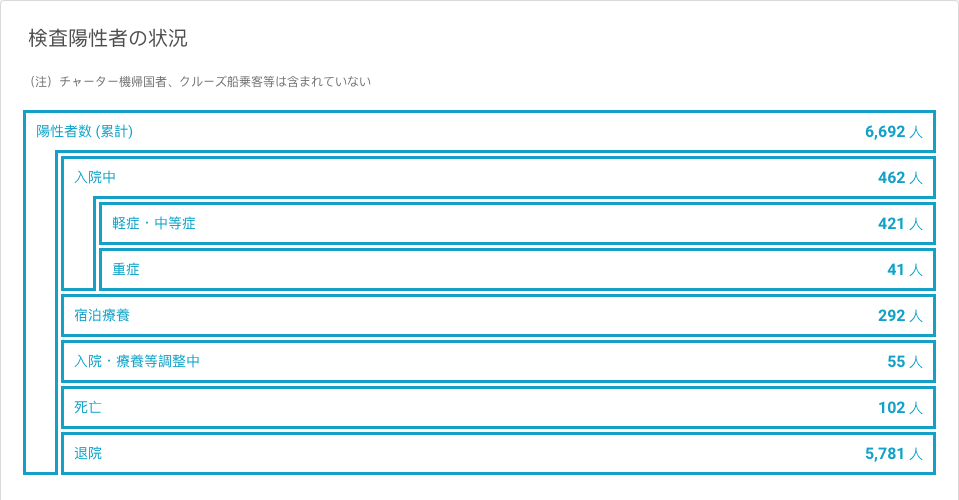 検査陽性者の状況
（注）チャーター機帰国者、クルーズ船乗客等は含まれていない
陽性者数 (累計) 6,692 人
入院中 462 人
軽症・中等症 421 人
重症 41 人
宿泊療養 292 人
入院・療養等調整中 55 人
死亡 102 人
退院 5,781 人